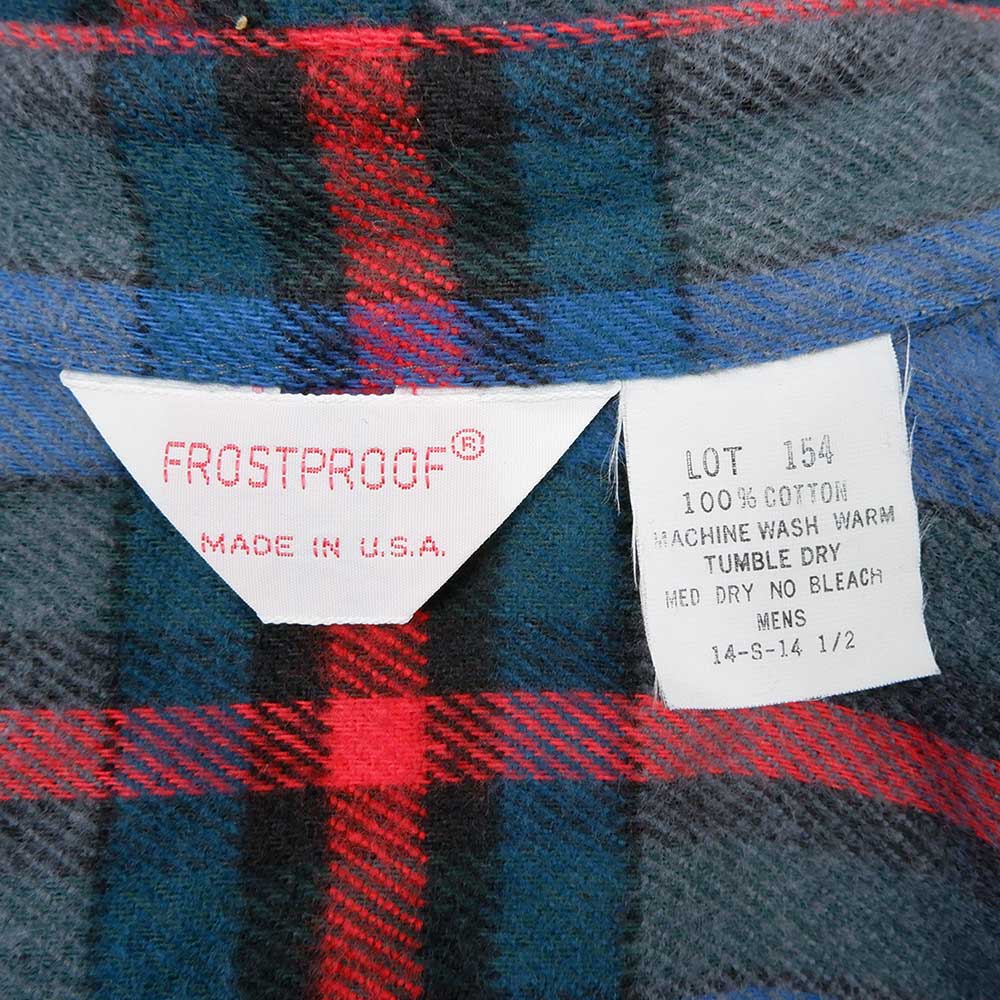 FROSTPROOF®
MADE IN U.S.A.
LOT 154
100% COTTON
MACHINE WASH WARM
TUMBLE DRY
MED DRY NO BLEACH
MENS
14-S-14 1/2